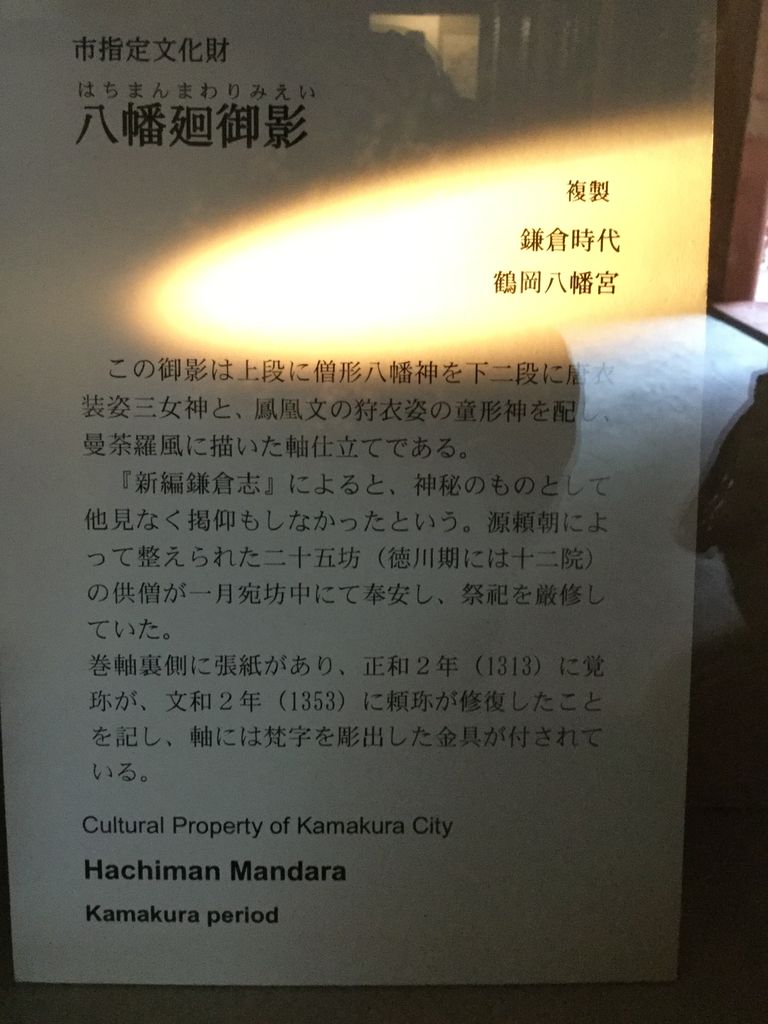 市指定文化財
はちまんまわりみえい
八幡廻御影
複製
鎌倉時代
鶴岡八幡宮
この御影は上段に僧形八幡神を下二段に唐衣
装姿三女神と、鳳凰文の狩衣姿の童形神を配し、
曼荼羅風に描いた軸仕立てである。
『新編鎌倉志』によると、神秘のものとして
他見なく掲仰もしなかったという。源頼朝によ
って整えられた二十五坊（徳川期には十二院）
の供僧が一月宛坊中にて奉安し、祭祀を厳修し
ていた。
巻軸裏側に張紙があり、正和２年（1313）に覚
珎が、文和２年（1353）に頼珎が修復したこと
を記し、軸には梵字を彫出した金具が付されて
いる。
Cultural Property of Kamakura City
Hachiman Mandara
Kamakura period